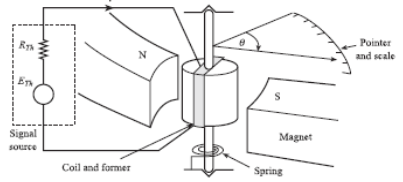 N
R_Th
θ
Pointer
and scale
E_Th
S
Signal
source
Magnet
Coil and former
Spring